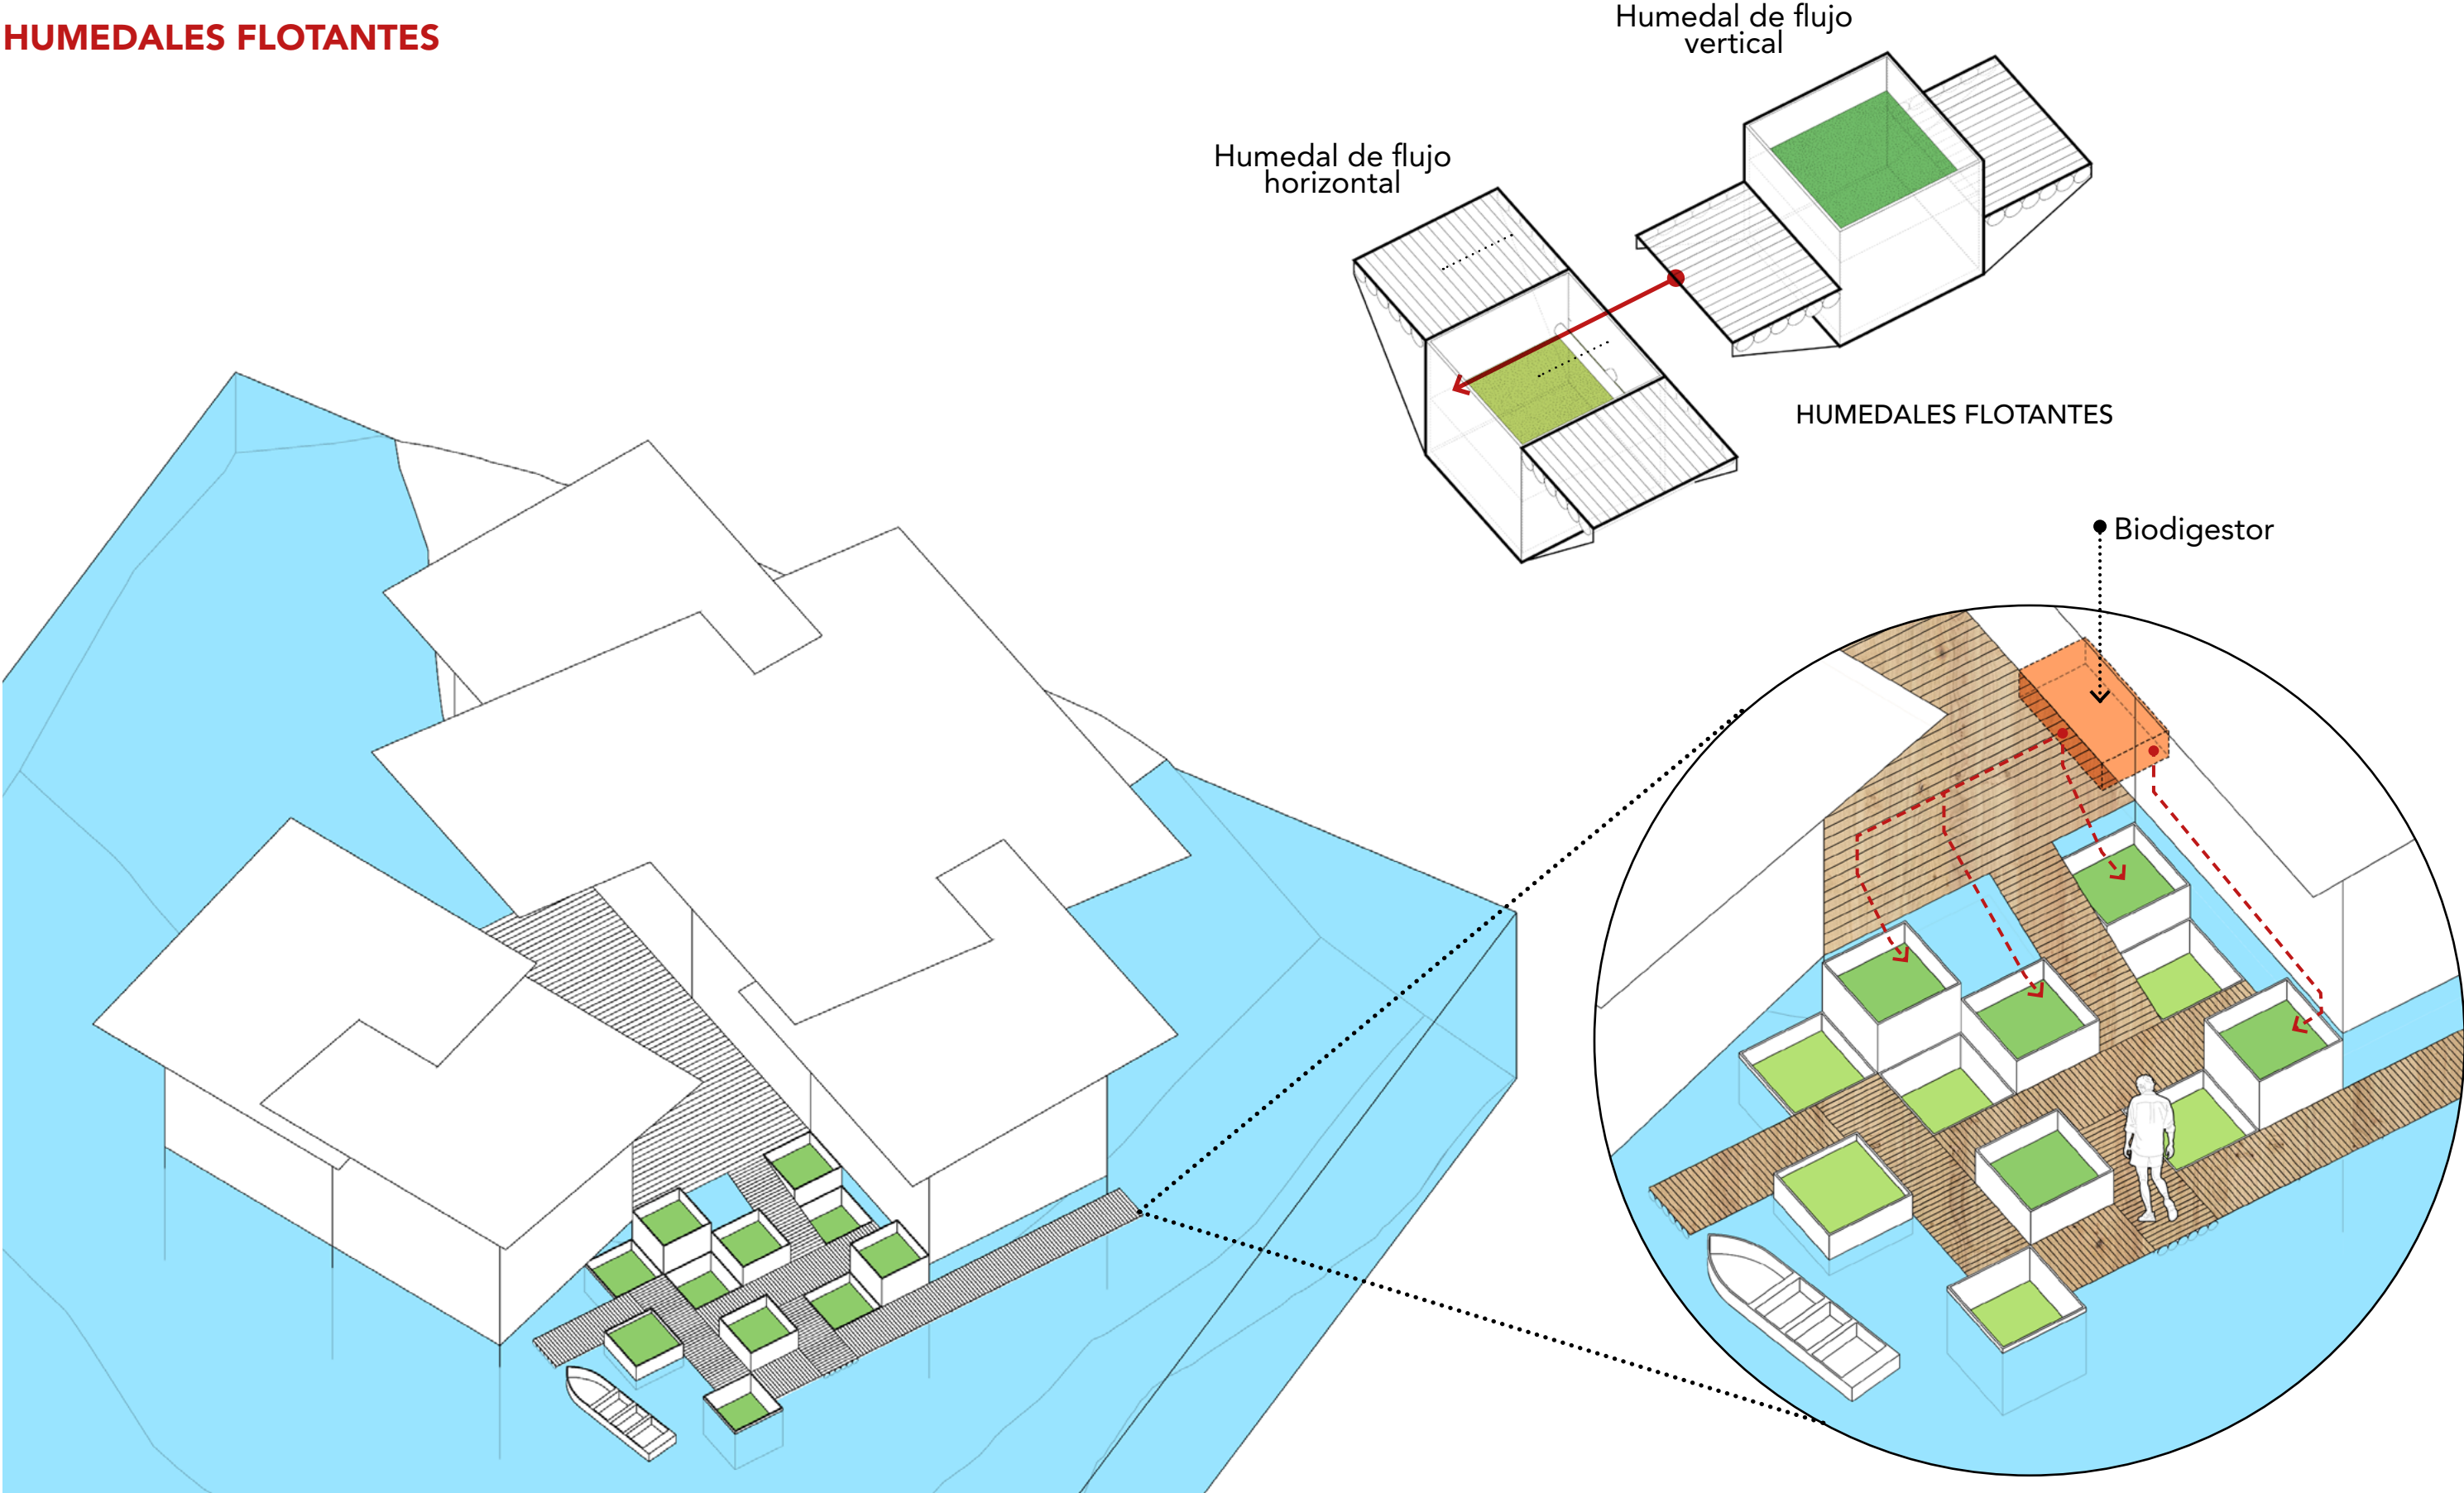 HUMEDALES FLOTANTES
Humedal de flujo
vertical
Humedal de flujo
horizontal
HUMEDALES FLOTANTES
Biodigestor